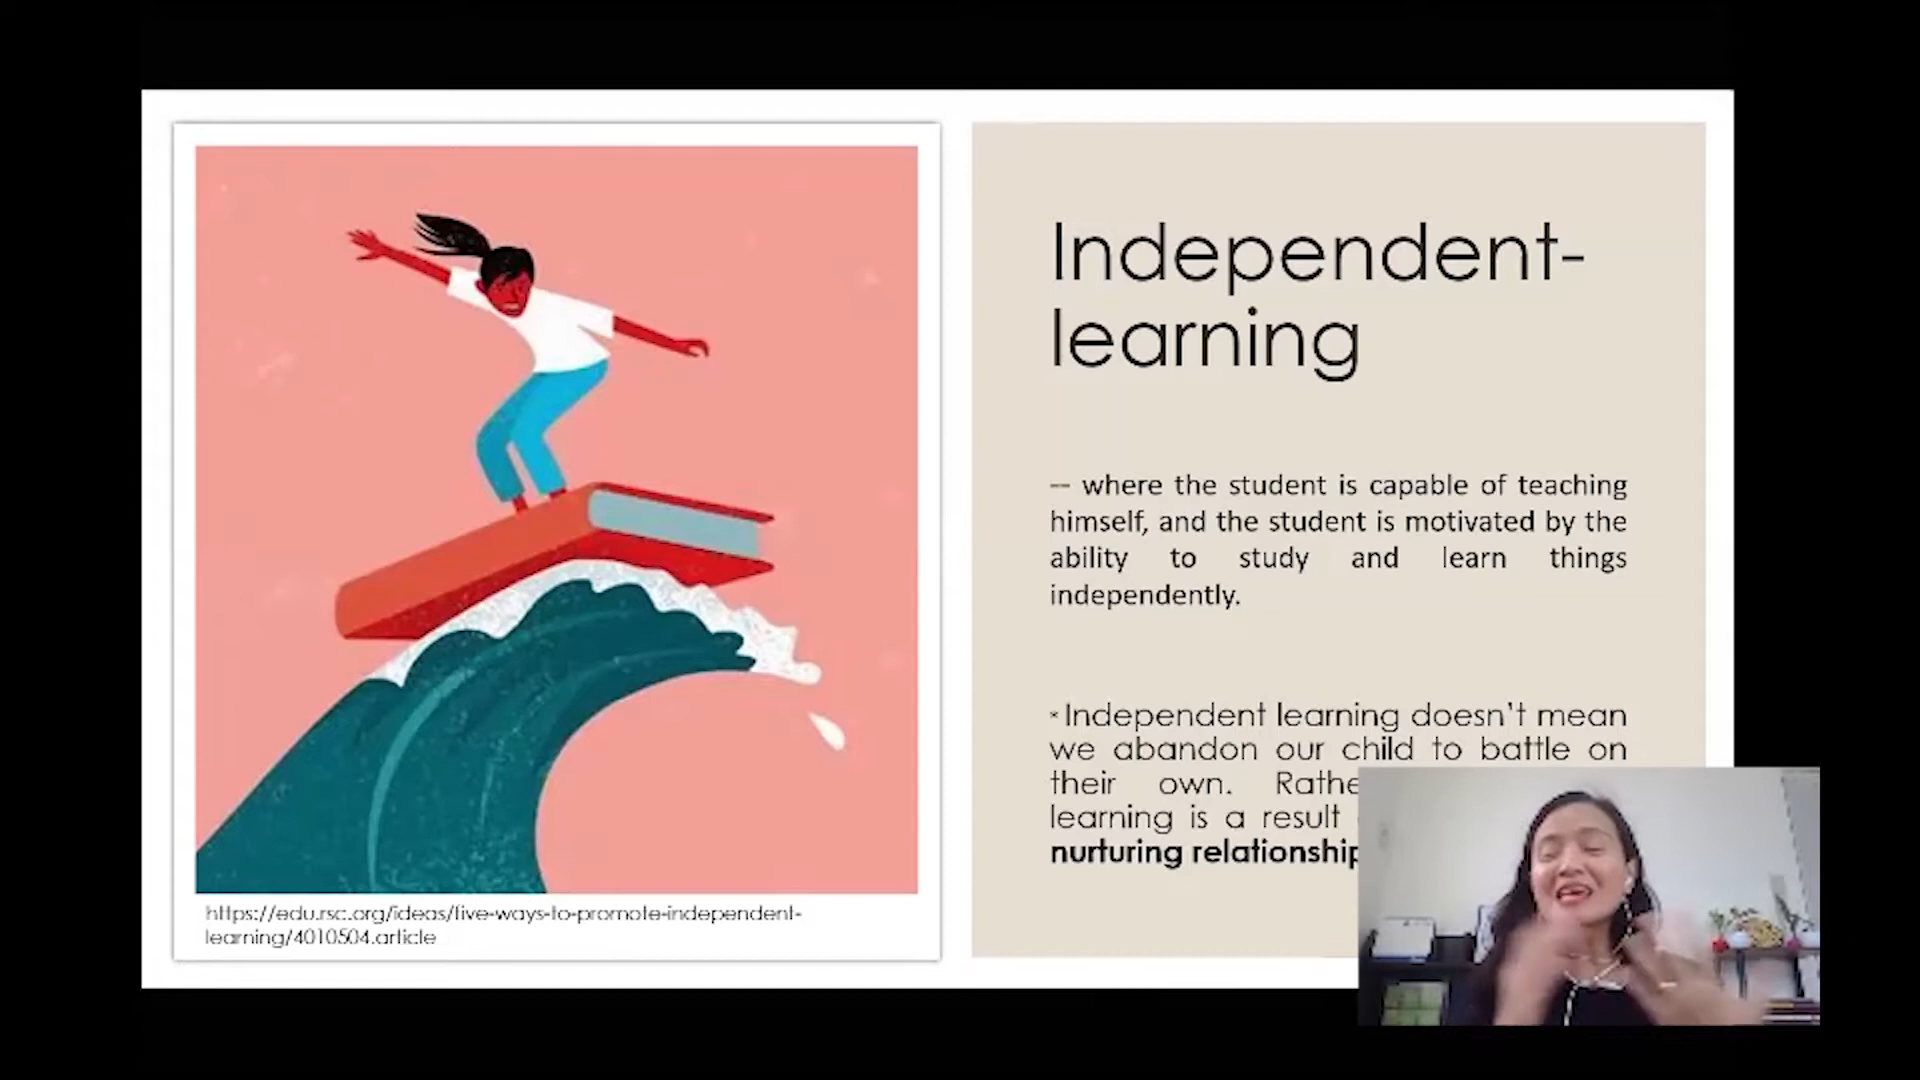 Independent-
learning
-- where the student is capable of teaching
himself, and the student is motivated by the
ability to study and learn things
independently.
*Independent learning doesn't mean
we abandon our child to battle on
their own. Rathe
learning is a result
nurturing relationship
https://edu.rsc.org/ideas/five-ways-to-promote-independent-
learning/4010504.article